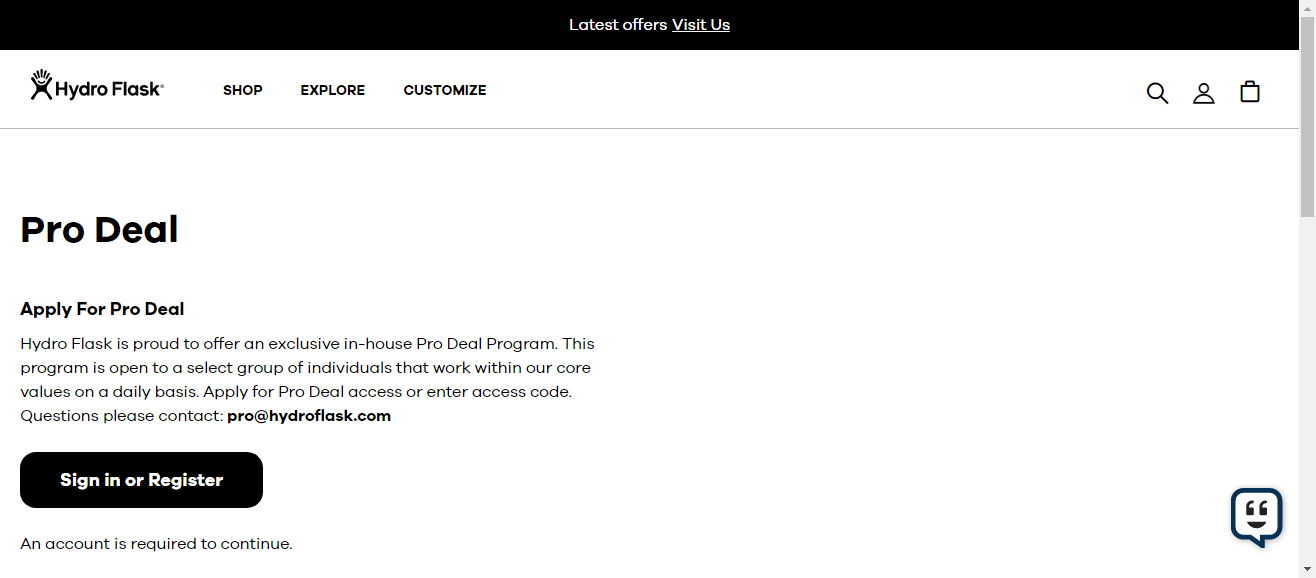 Latest offers Visit Us
Hydro Flask
SHOP
EXPLORE
CUSTOMIZE
Pro Deal
Apply For Pro Deal
Hydro Flask is proud to offer an exclusive in-house Pro Deal Program. This
program is open to a select group of individuals that work within our core
values on a daily basis. Apply for Pro Deal access or enter access code.
Questions please contact: pro@hydroflask.com
Sign in or Register
An account is required to continue.